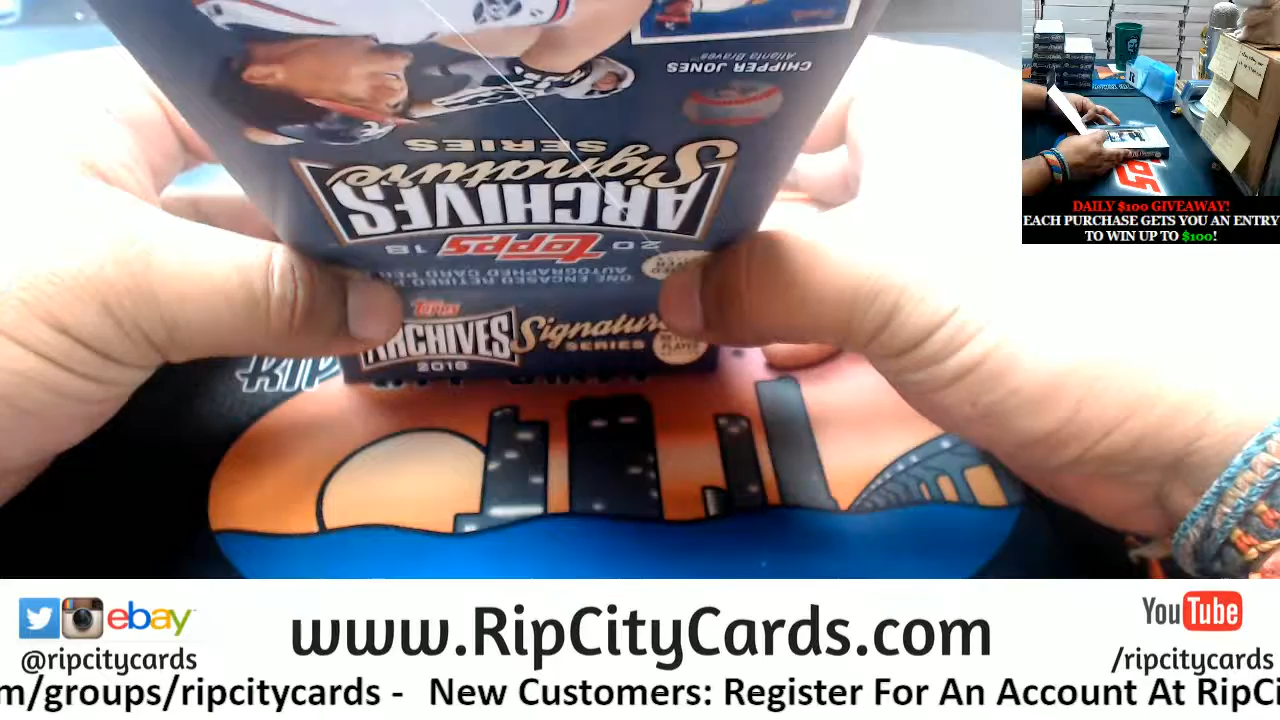 CHIPPER JONES
Atlanta Braves
ARCHIVES
Signature
SERIES
20 Topps 18
ONE ENCASED RETIRED
AUTOGRAPHED CARD PER
Topps
ARCHIVES Signature
SERIES
2018
RIP
Topps
DAILY $100 GIVEAWAY!
EACH PURCHASE GETS YOU AN ENTRY
TO WIN UP TO $100!
ebay
@ripcitycards
www.RipCityCards.com
YouTube
/ripcitycards
m/groups/ripcitycards - New Customers: Register For An Account At RipCi